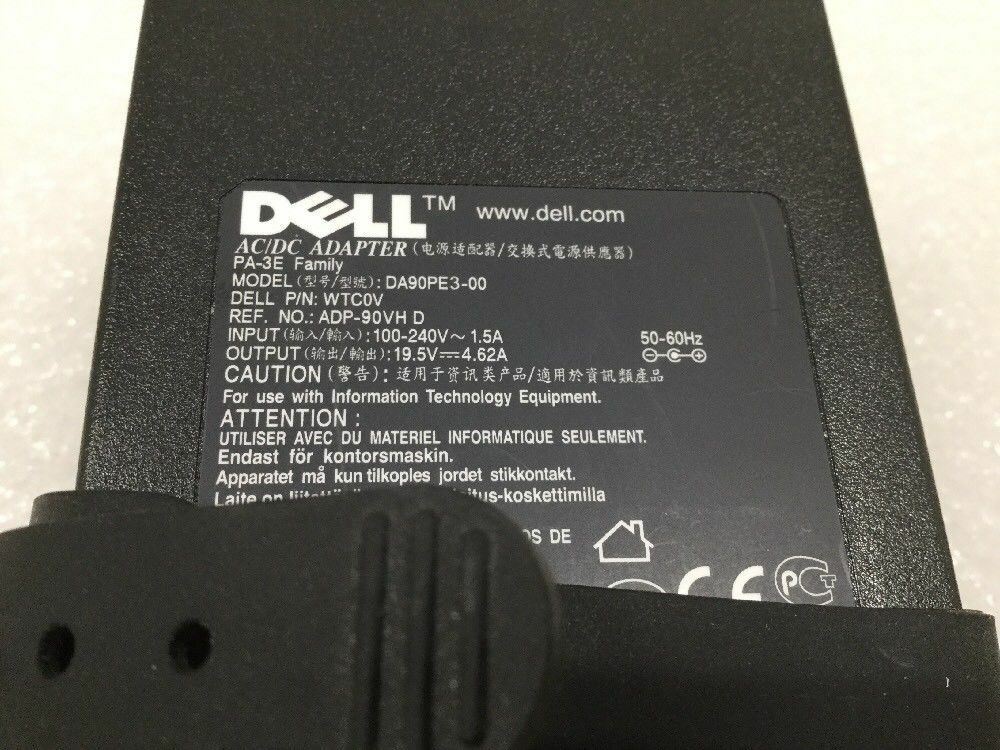 DELL™ www.dell.com
AC/DC ADAPTER (电源适配器/交換式電源供應器)
PA-3E Family
MODEL (型号/型號): DA90PE3-00
DELL P/N: WTC0V
REF. NO.: ADP-90VH D
INPUT (输入/輸入): 100-240V~ 1.5A 50-60Hz
OUTPUT (输出/輸出): 19.5V⎓4.62A
CAUTION (警告): 适用于资讯类产品/適用於資訊類產品
For use with Information Technology Equipment.
ATTENTION :
UTILISER AVEC DU MATERIEL INFORMATIQUE SEULEMENT.
Endast för kontorsmaskin.
Apparatet må kun tilkoples jordet stikkontakt.
Laite on
DE
CE PCT